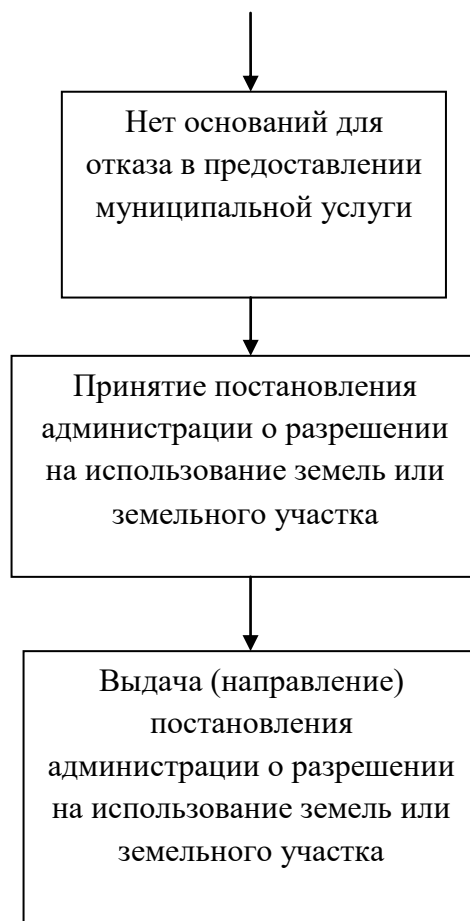 Нет оснований для
отказа в предоставлении
муниципальной услуги
Принятие постановления
администрации о разрешении
на использование земель или
земельного участка
Выдача (направление)
постановления
администрации о разрешении
на использование земель или
земельного участка